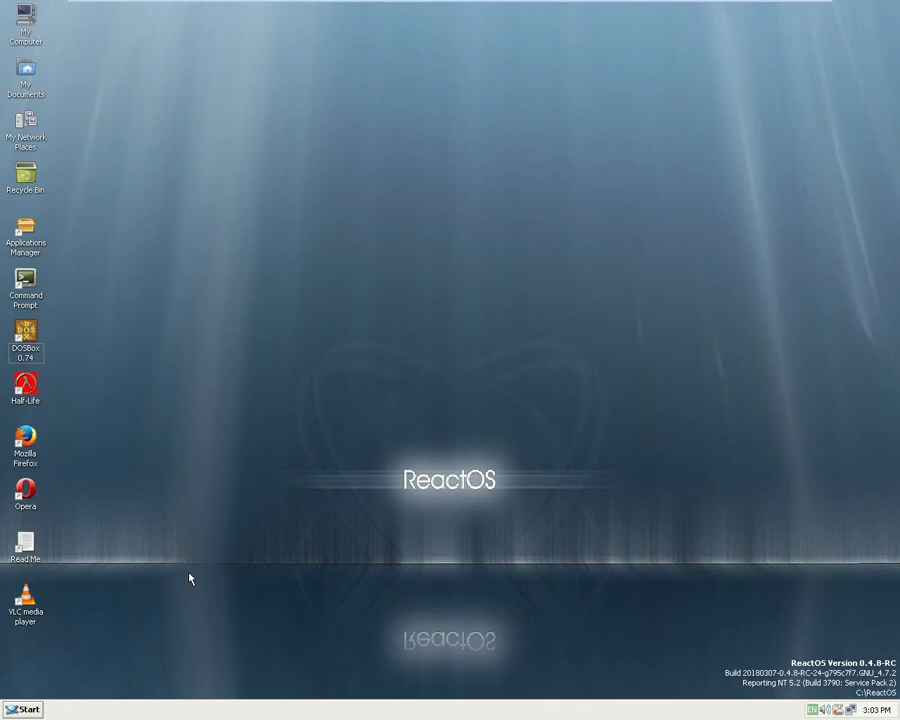 My
Computer
My
Documents
My Network
Places
Recycle Bin
Applications
Manager
Command
Prompt
DOSBox
0.74
Half-Life
Mozilla
Firefox
Opera
Read Me
VLC media
player
ReactOS
ReactOS
ReactOS Version 0.4.8-RC
Build 20180307-0.4.8-RC-24-g795c7f7.GNU_4.7.2
Reporting NT 5.2 (Build 3790: Service Pack 2)
C:\ReactOS
Start
EN
3:03 PM